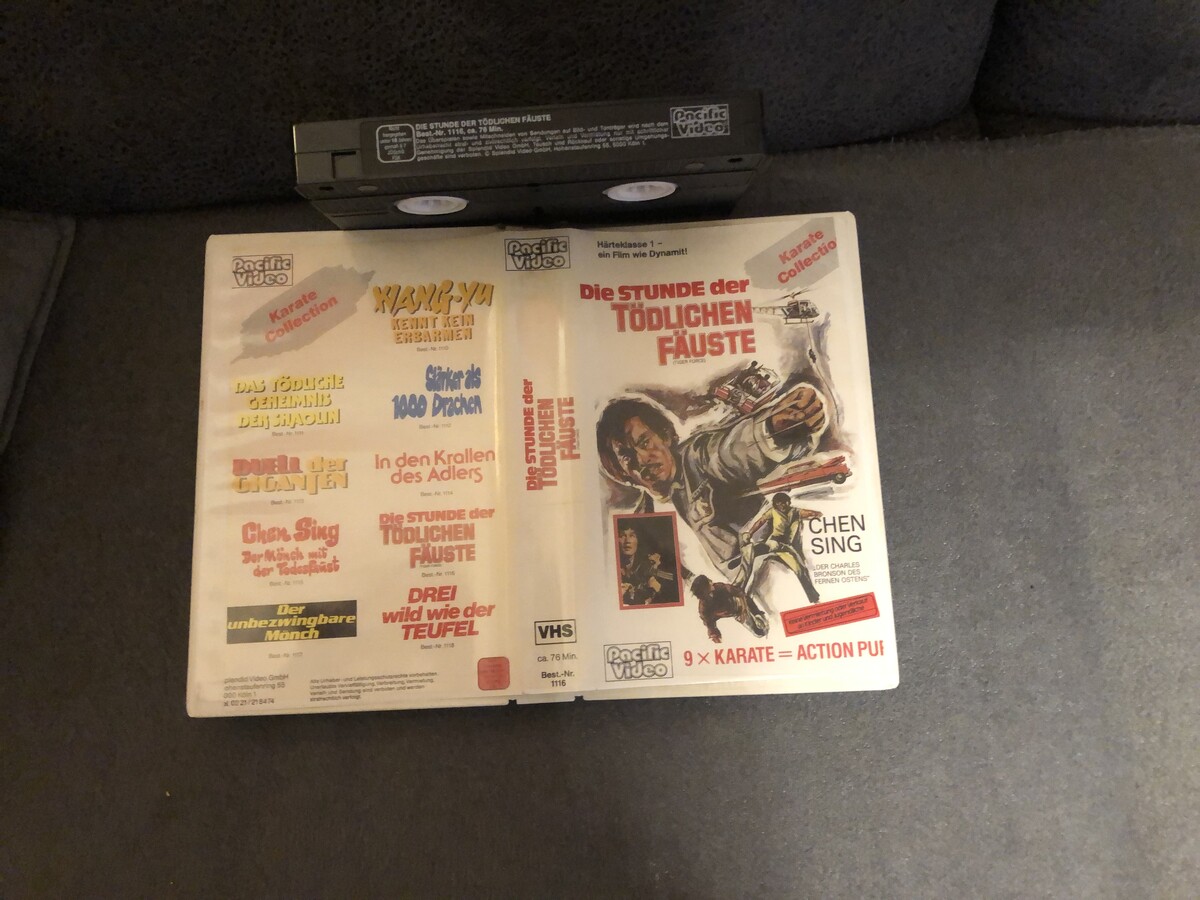 DIE STUNDE DER TÖDLICHEN FÄUSTE
Best.-Nr. 1116, ca. 76 Min.
Pacific
Video
Pacific
Video
Karate
Collection
WANG-YU
KENNT KEIN
ERBARMEN
DAS TÖDLICHE
GEHEIMNIS
DER SHAOLIN
Stärker als
1000 Drachen
DUELL der
GIGANTEN
In den Krallen
des Adlers
Chen Sing
Der Mönch mit
der Todesfaust
Die STUNDE der
TÖDLICHEN
FÄUSTE
Der
unbezwingbare
Mönch
DREI
wild wie der
TEUFEL
Pacific
Video
Die STUNDE der
TÖDLICHEN
FÄUSTE
VHS
ca. 76 Min.
Best.-Nr.
1116
Härteklasse 1 –
ein Film wie Dynamit!
Karate
Collectio
Die STUNDE der
TÖDLICHEN
FÄUSTE
(TIGER FORCE)
CHEN
SING
„DER CHARLES
BRONSON DES
FERNEN OSTENS"
Pacific
Video
9 × KARATE = ACTION PUR